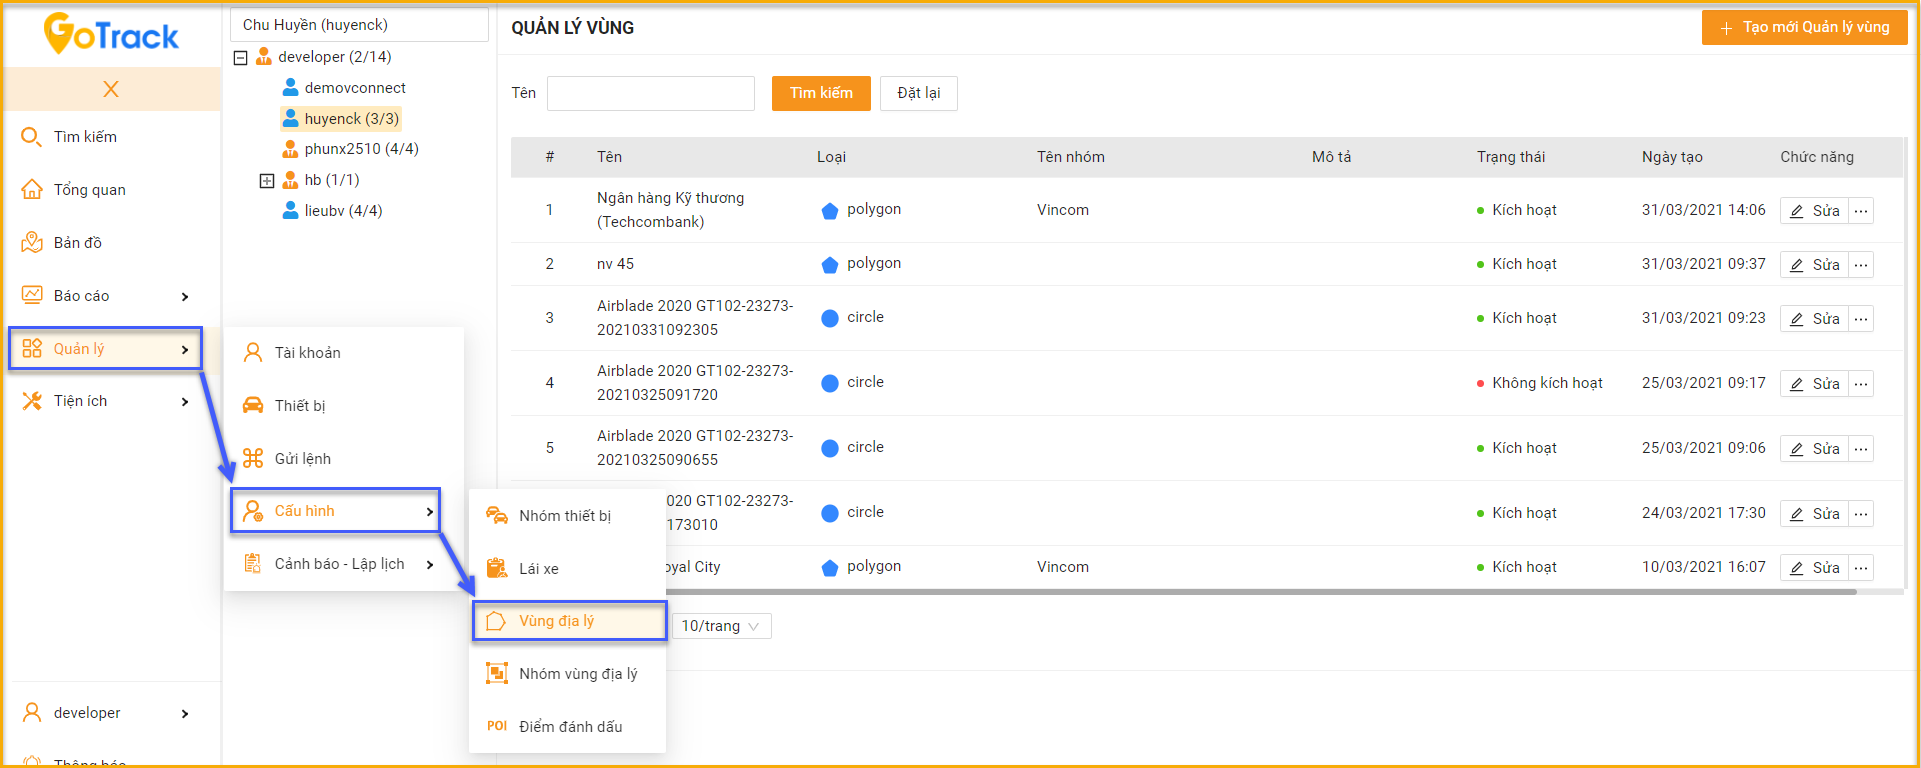 GoTrack
X
Tìm kiếm
Tổng quan
Bản đồ
Báo cáo
Quản lý
Tiện ích
developer
Chu Huyền (huyenck)
developer (2/14)
demovconnect
huyenck (3/3)
phunx2510 (4/4)
hb (1/1)
lieubv (4/4)
Tài khoản
Thiết bị
Gửi lệnh
Cấu hình
Cảnh báo - Lập lịch
Nhóm thiết bị
Lái xe
Vùng địa lý
Nhóm vùng địa lý
POI Điểm đánh dấu
QUẢN LÝ VÙNG
+ Tạo mới Quản lý vùng
Tên
Tìm kiếm
Đặt lại
# Tên Loại Tên nhóm Mô tả Trạng thái Ngày tạo Chức năng
1 Ngân hàng Kỹ thương polygon Vincom Kích hoạt 31/03/2021 14:06 Sửa ...
(Techcombank)
2 nv 45 polygon Kích hoạt 31/03/2021 09:37 Sửa ...
3 Airblade 2020 GT102-23273- circle Kích hoạt 31/03/2021 09:23 Sửa ...
20210331092305
4 Airblade 2020 GT102-23273- circle Không kích hoạt 25/03/2021 09:17 Sửa ...
20210325091720
5 Airblade 2020 GT102-23273- circle Kích hoạt 25/03/2021 09:06 Sửa ...
20210325090655
020 GT102-23273- circle Kích hoạt 24/03/2021 17:30 Sửa ...
173010
oyal City polygon Vincom Kích hoạt 10/03/2021 16:07 Sửa ...
10/trang